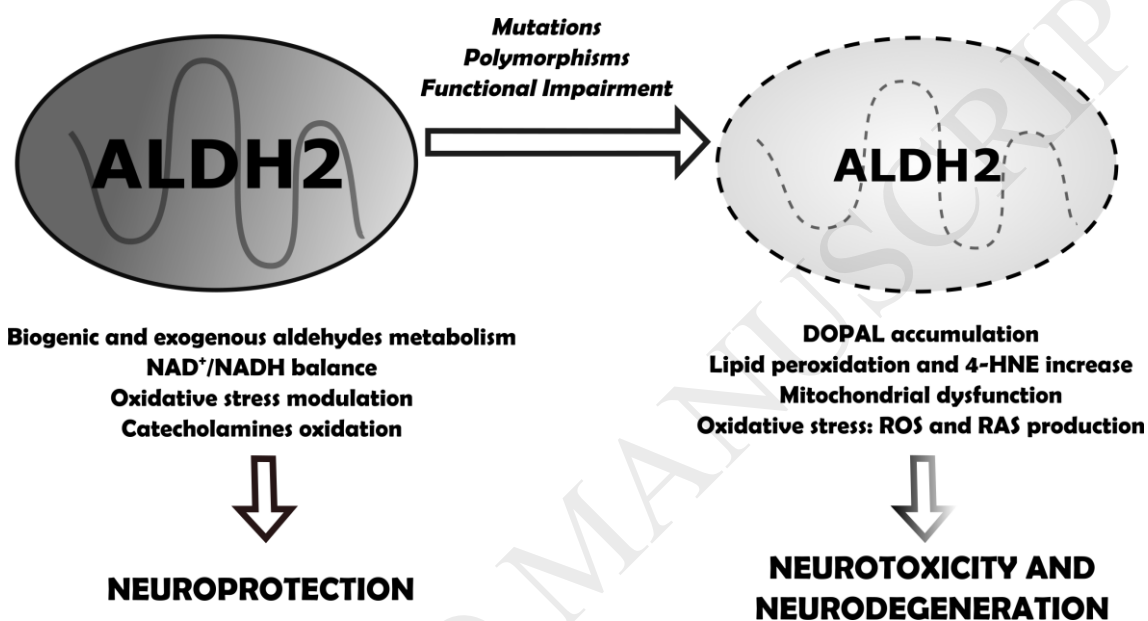 Mutations
Polymorphisms
Functional Impairment
ALDH2
ALDH2
Biogenic and exogenous aldehydes metabolism
NAD⁺/NADH balance
Oxidative stress modulation
Catecholamines oxidation
DOPAL accumulation
Lipid peroxidation and 4-HNE increase
Mitochondrial dysfunction
Oxidative stress: ROS and RAS production
NEUROPROTECTION
NEUROTOXICITY AND
NEURODEGENERATION
MANUSCRIP